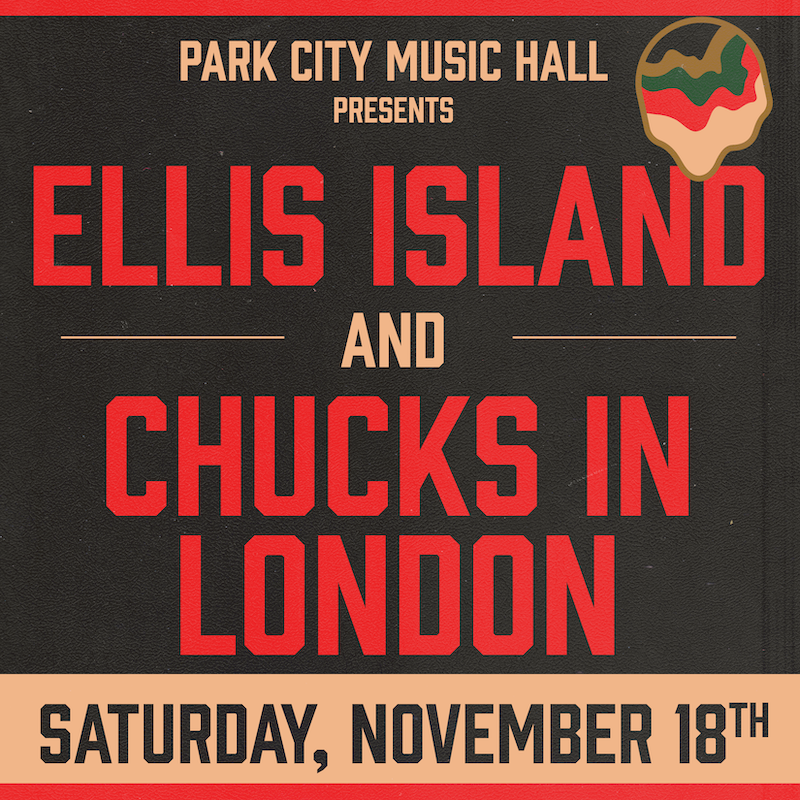 PARK CITY MUSIC HALL
PRESENTS
ELLIS ISLAND
AND
CHUCKS IN
LONDON
SATURDAY, NOVEMBER 18TH